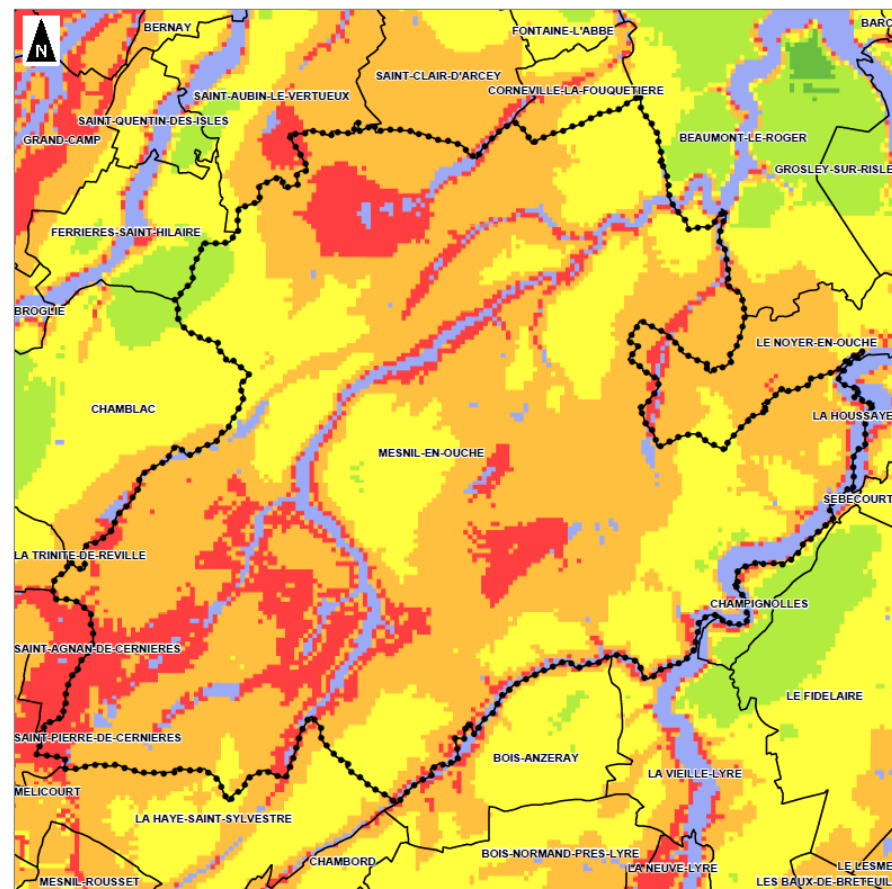 N
BERNAY
BARC
FONTAINE-L'ABBE
SAINT-CLAIR-D'ARCEY
SAINT-AUBIN-LE-VERTUEUX
CORNEVILLE-LA-FOUQUETIERE
SAINT-QUENTIN-DES-ISLES
GRAND-CAMP
BEAUMONT-LE-ROGER
GROSLEY-SUR-RISLE
FERRIERES-SAINT-HILAIRE
BROGLIE
LE NOYER-EN-OUCHE
CHAMBLAC
LA HOUSSAYE
MESNIL-EN-OUCHE
SEBECOURT
LA TRINITE-DE-REVILLE
CHAMPIGNOLLES
SAINT-AGNAN-DE-CERNIERES
LE FIDELAIRE
SAINT-PIERRE-DE-CERNIERES
BOIS-ANZERAY
LA VIEILLE-LYRE
MELICOURT
LA HAYE-SAINT-SYLVESTRE
BOIS-NORMAND-PRES-LYRE
CHAMBORD
LA NEUVE-LYRE
LE LESME
MESNIL-ROUSSET
LES BAUX-DE-BRETEUIL